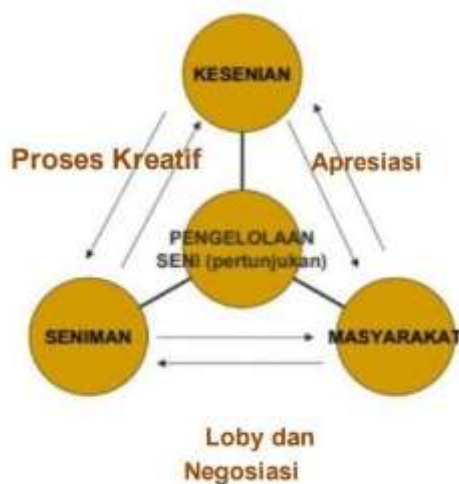 KESENIAN
Proses Kreatif
Apresiasi
PENGELOLAAN
SENI (pertunjukan)
SENIMAN
MASYARAKAT
Loby dan
Negosiasi